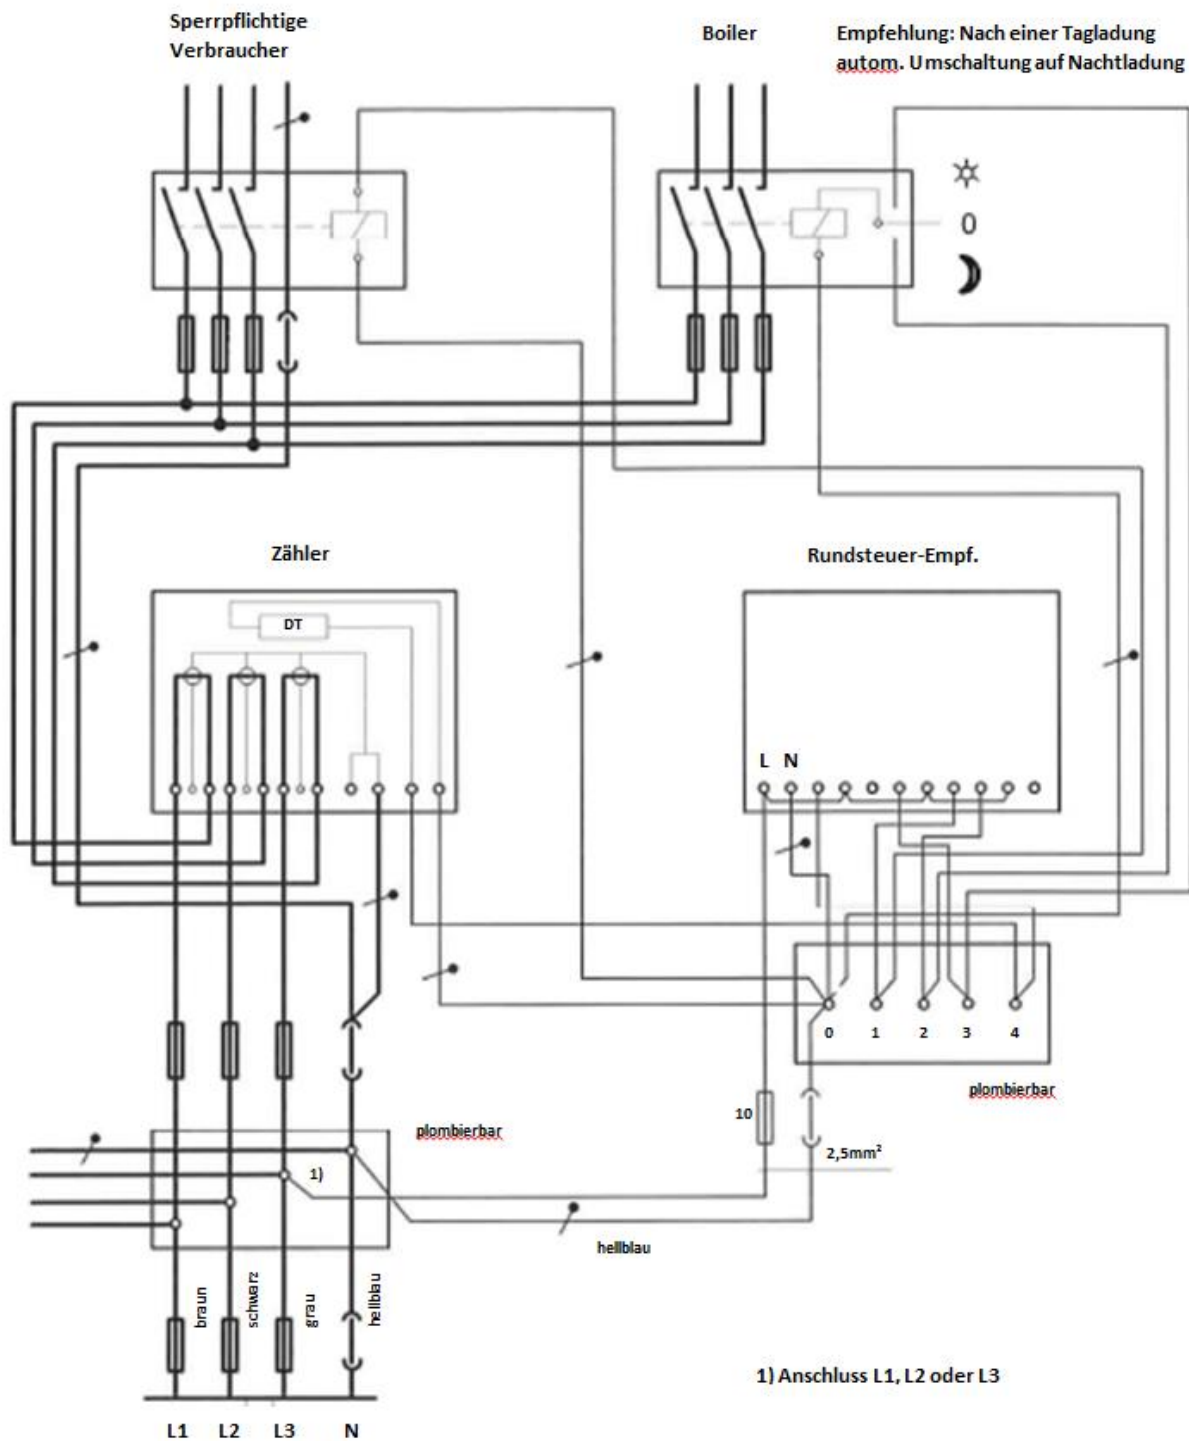 Sperrpflichtige
Verbraucher
Boiler
Empfehlung: Nach einer Tagladung
autom. Umschaltung auf Nachtladung
0
Zähler
Rundsteuer-Empf.
DT
L N
0 1 2 3 4
plombierbar
10
plombierbar
2,5mm²
1)
hellblau
braun
schwarz
grau
hellblau
1) Anschluss L1, L2 oder L3
L1 L2 L3 N